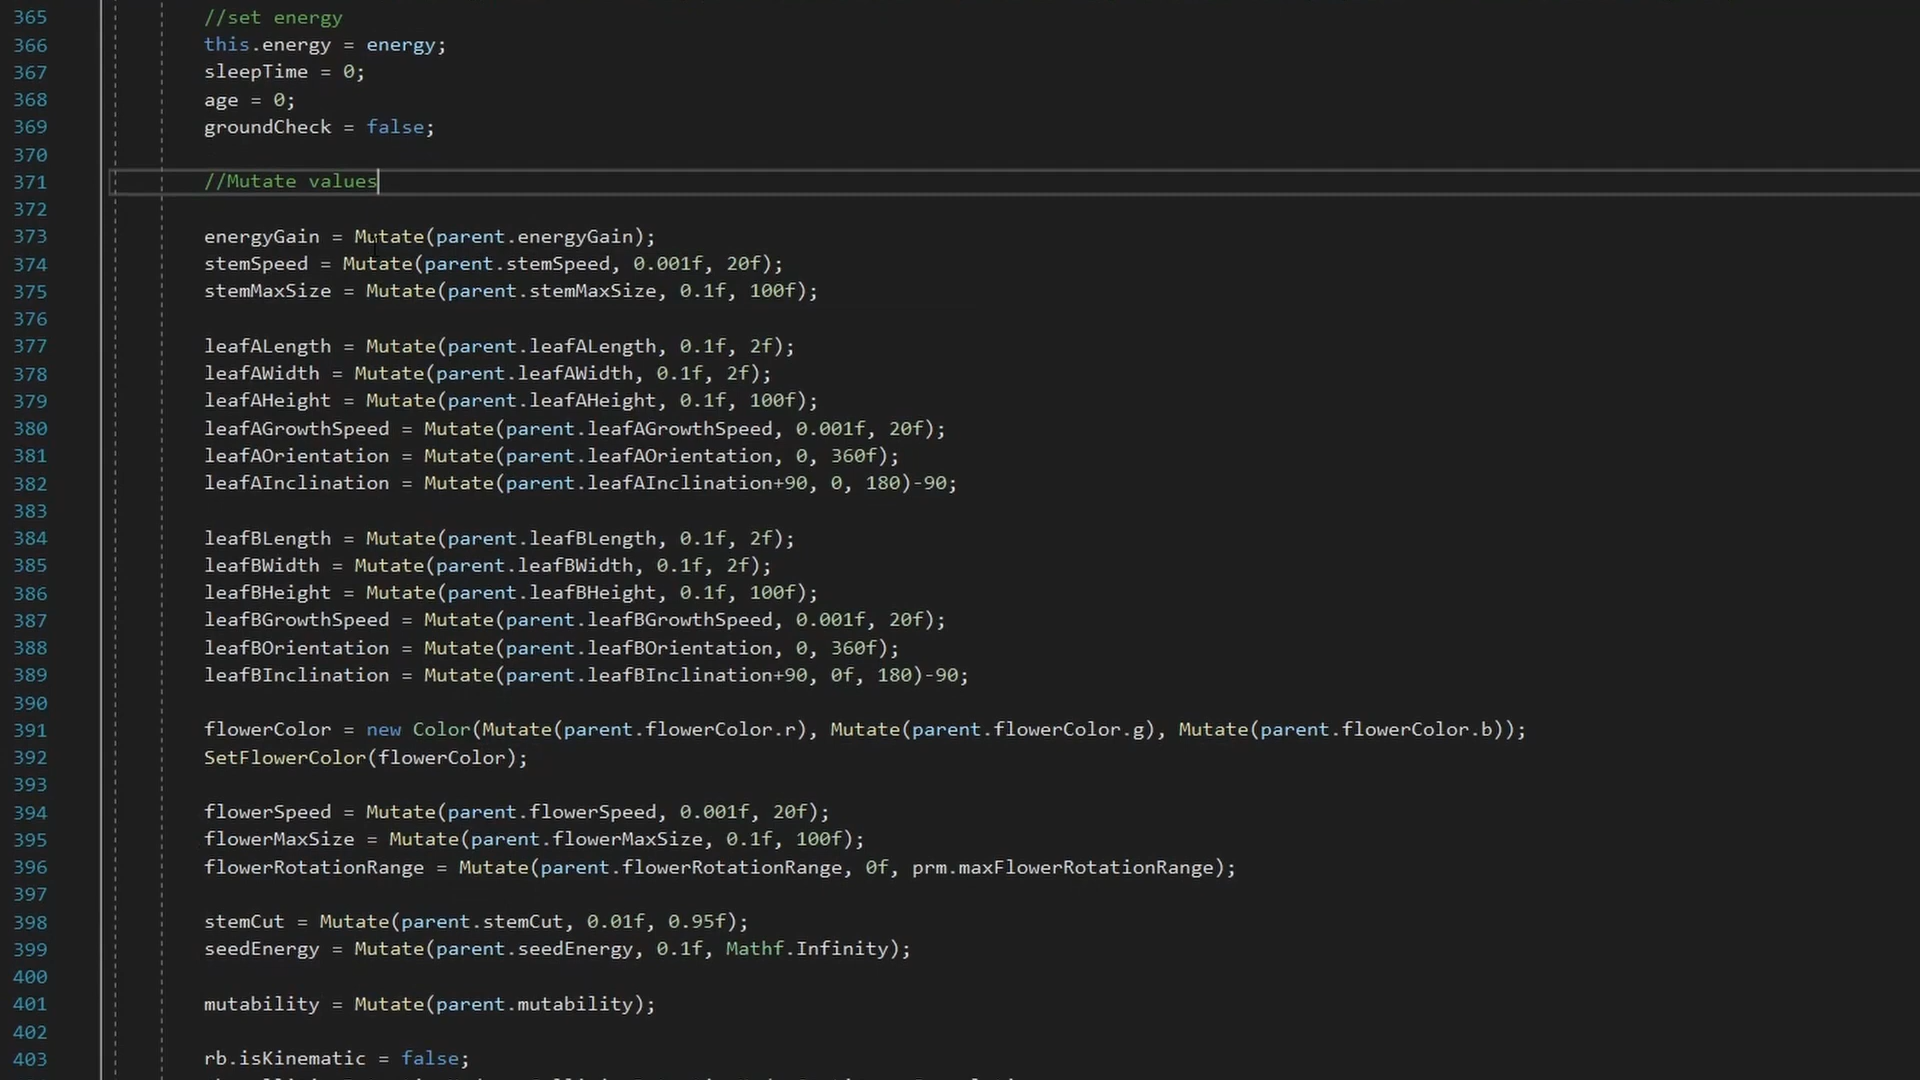 365 //set energy
366 this.energy = energy;
367 sleepTime = 0;
368 age = 0;
369 groundCheck = false;
370
371 //Mutate values
372
373 energyGain = Mutate(parent.energyGain);
374 stemSpeed = Mutate(parent.stemSpeed, 0.001f, 20f);
375 stemMaxSize = Mutate(parent.stemMaxSize, 0.1f, 100f);
376
377 leafALength = Mutate(parent.leafALength, 0.1f, 2f);
378 leafAWidth = Mutate(parent.leafAWidth, 0.1f, 2f);
379 leafAHeight = Mutate(parent.leafAHeight, 0.1f, 100f);
380 leafAGrowthSpeed = Mutate(parent.leafAGrowthSpeed, 0.001f, 20f);
381 leafAOrientation = Mutate(parent.leafAOrientation, 0, 360f);
382 leafAInclination = Mutate(parent.leafAInclination+90, 0, 180)-90;
383
384 leafBLength = Mutate(parent.leafBLength, 0.1f, 2f);
385 leafBWidth = Mutate(parent.leafBWidth, 0.1f, 2f);
386 leafBHeight = Mutate(parent.leafBHeight, 0.1f, 100f);
387 leafBGrowthSpeed = Mutate(parent.leafBGrowthSpeed, 0.001f, 20f);
388 leafBOrientation = Mutate(parent.leafBOrientation, 0, 360f);
389 leafBInclination = Mutate(parent.leafBInclination+90, 0f, 180)-90;
390
391 flowerColor = new Color(Mutate(parent.flowerColor.r), Mutate(parent.flowerColor.g), Mutate(parent.flowerColor.b));
392 SetFlowerColor(flowerColor);
393
394 flowerSpeed = Mutate(parent.flowerSpeed, 0.001f, 20f);
395 flowerMaxSize = Mutate(parent.flowerMaxSize, 0.1f, 100f);
396 flowerRotationRange = Mutate(parent.flowerRotationRange, 0f, prm.maxFlowerRotationRange);
397
398 stemCut = Mutate(parent.stemCut, 0.01f, 0.95f);
399 seedEnergy = Mutate(parent.seedEnergy, 0.1f, Mathf.Infinity);
400
401 mutability = Mutate(parent.mutability);
402
403 rb.isKinematic = false;